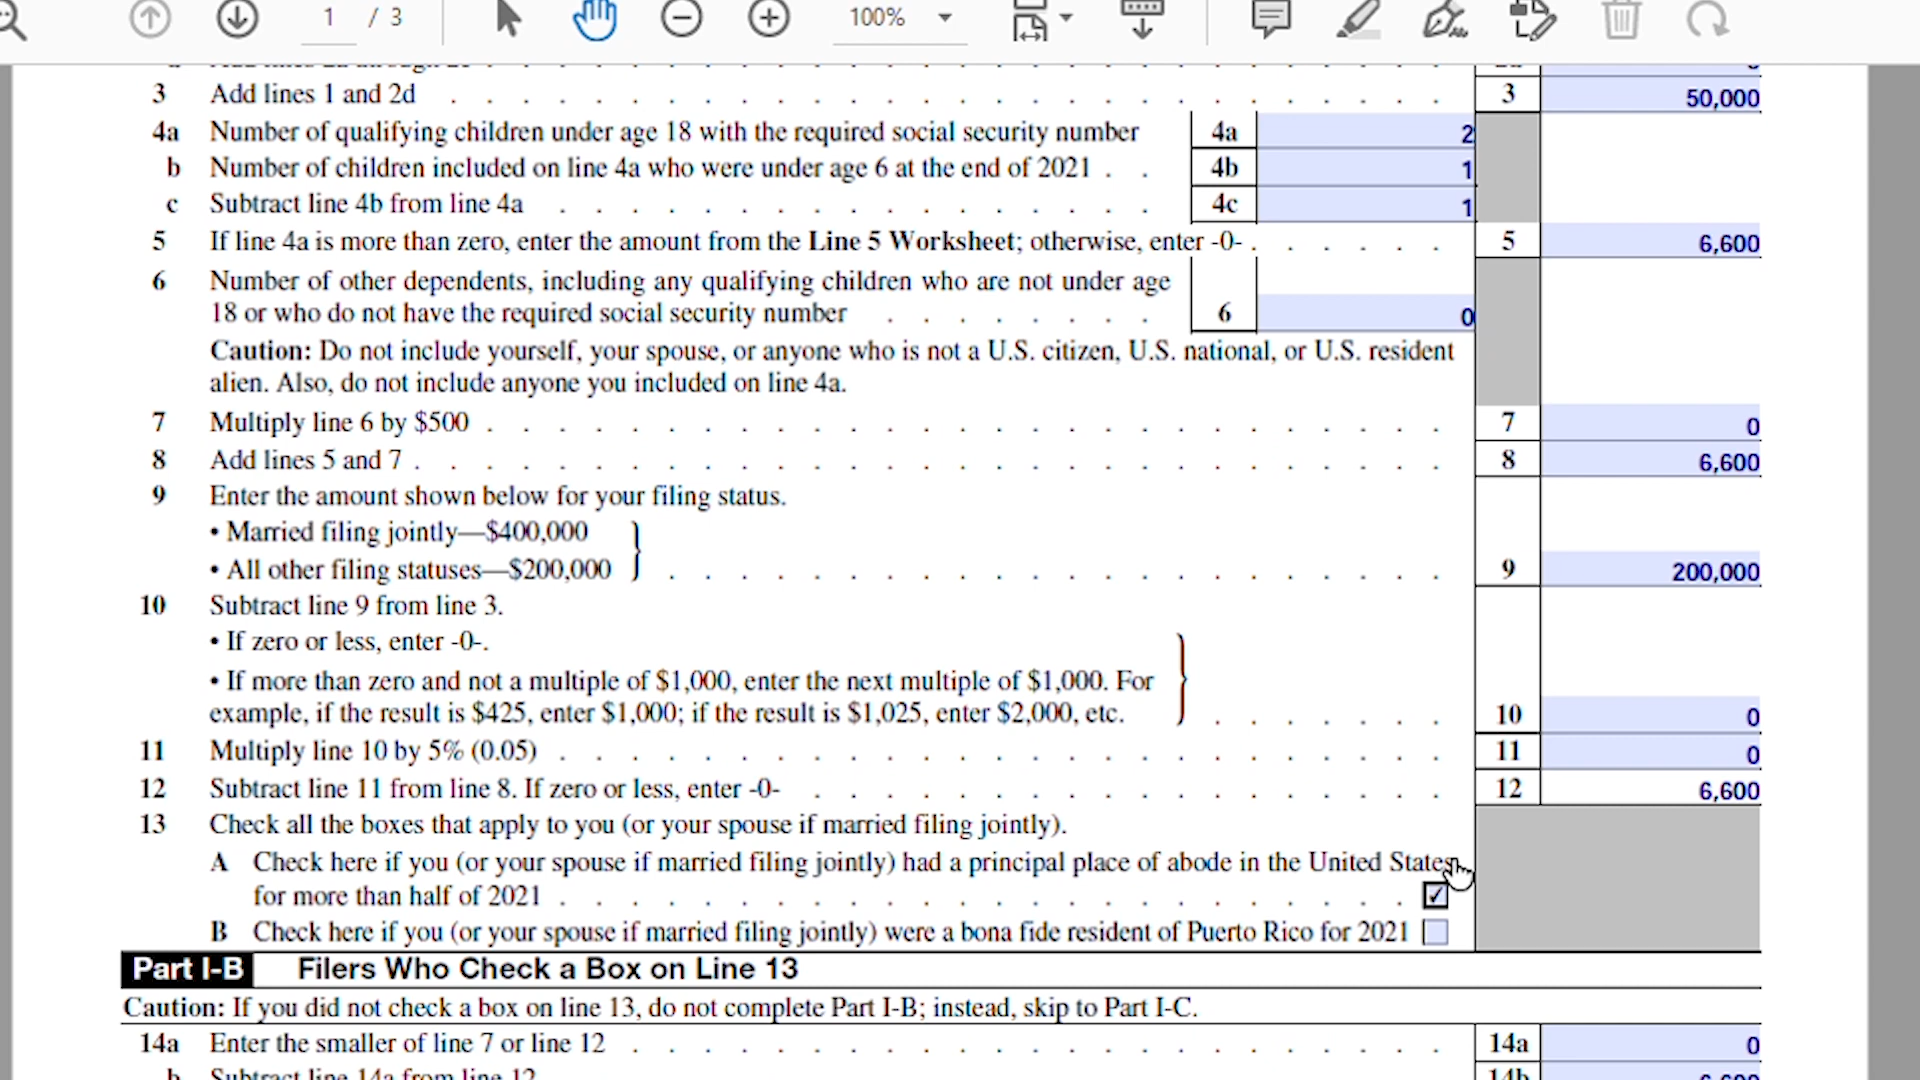 1 / 3 100%
3 Add lines 1 and 2d 3 50,000
4a Number of qualifying children under age 18 with the required social security number 4a 2
b Number of children included on line 4a who were under age 6 at the end of 2021 4b 1
c Subtract line 4b from line 4a 4c 1
5 If line 4a is more than zero, enter the amount from the Line 5 Worksheet; otherwise, enter -0- 5 6,600
6 Number of other dependents, including any qualifying children who are not under age
18 or who do not have the required social security number 6 0
Caution: Do not include yourself, your spouse, or anyone who is not a U.S. citizen, U.S. national, or U.S. resident
alien. Also, do not include anyone you included on line 4a.
7 Multiply line 6 by $500 7 0
8 Add lines 5 and 7 8 6,600
9 Enter the amount shown below for your filing status.
• Married filing jointly—$400,000
• All other filing statuses—$200,000 9 200,000
10 Subtract line 9 from line 3.
• If zero or less, enter -0-.
• If more than zero and not a multiple of $1,000, enter the next multiple of $1,000. For
example, if the result is $425, enter $1,000; if the result is $1,025, enter $2,000, etc. 10 0
11 Multiply line 10 by 5% (0.05) 11 0
12 Subtract line 11 from line 8. If zero or less, enter -0- 12 6,600
13 Check all the boxes that apply to you (or your spouse if married filing jointly).
A Check here if you (or your spouse if married filing jointly) had a principal place of abode in the United States
for more than half of 2021
B Check here if you (or your spouse if married filing jointly) were a bona fide resident of Puerto Rico for 2021
Part I-B Filers Who Check a Box on Line 13
Caution: If you did not check a box on line 13, do not complete Part I-B; instead, skip to Part I-C.
14a Enter the smaller of line 7 or line 12 14a 0
b Subtract line 14a from line 12 14b 6,600